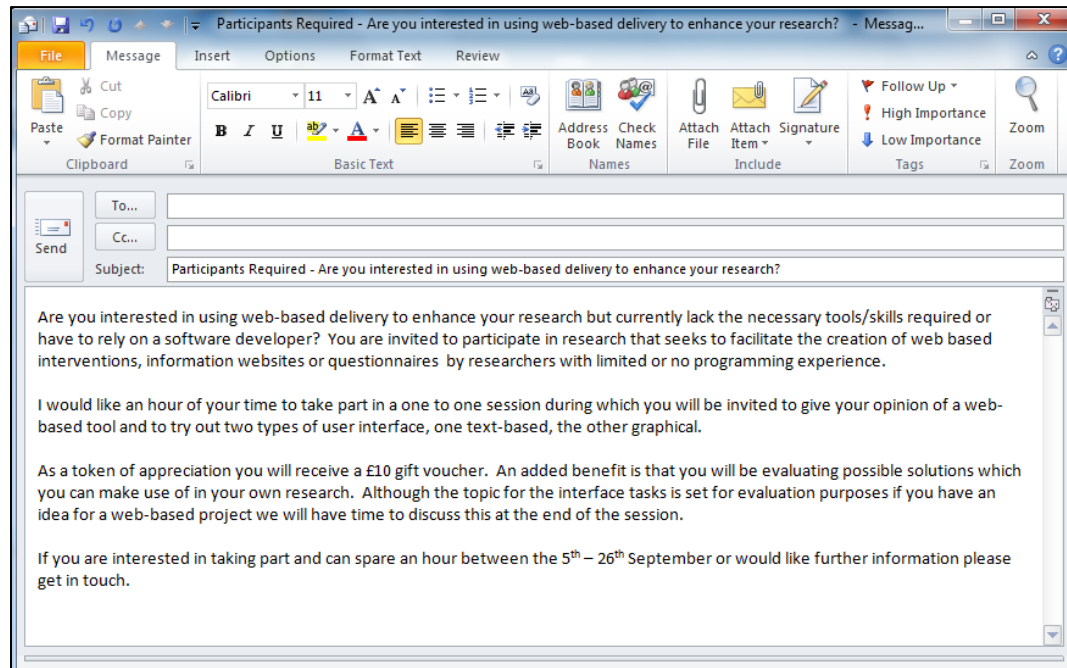 Participants Required - Are you interested in using web-based delivery to enhance your research? - Messag...
File Message Insert Options Format Text Review
Paste
Cut
Copy
Format Painter
Clipboard
Calibri 11
B I U
Basic Text
Address Book
Check Names
Names
Attach File
Attach Item
Signature
Include
Follow Up
High Importance
Low Importance
Tags
Zoom
Zoom
Send
To...
Cc...
Subject: Participants Required - Are you interested in using web-based delivery to enhance your research?
Are you interested in using web-based delivery to enhance your research but currently lack the necessary tools/skills required or
have to rely on a software developer?  You are invited to participate in research that seeks to facilitate the creation of web based
interventions, information websites or questionnaires  by researchers with limited or no programming experience.
I would like an hour of your time to take part in a one to one session during which you will be invited to give your opinion of a web-
based tool and to try out two types of user interface, one text-based, the other graphical.
As a token of appreciation you will receive a £10 gift voucher.  An added benefit is that you will be evaluating possible solutions which
you can make use of in your own research.  Although the topic for the interface tasks is set for evaluation purposes if you have an
idea for a web-based project we will have time to discuss this at the end of the session.
If you are interested in taking part and can spare an hour between the 5th – 26th September or would like further information please
get in touch.